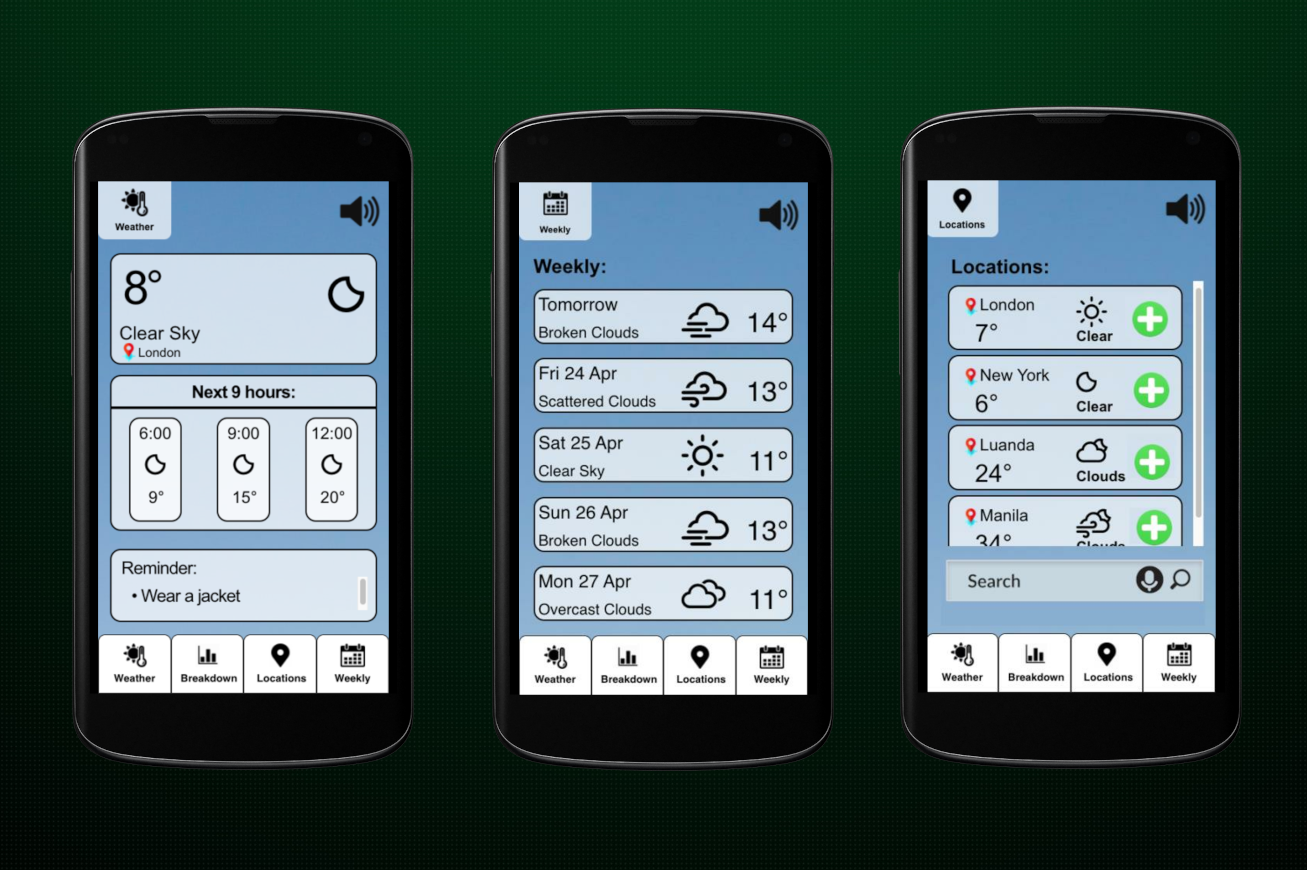 Weather
8°
Clear Sky
London
Next 9 hours:
6:00 9:00 12:00
9° 15° 20°
Reminder:
• Wear a jacket
Weather Breakdown Locations Weekly
Weekly
Weekly:
Tomorrow
Broken Clouds 14°
Fri 24 Apr
Scattered Clouds 13°
Sat 25 Apr
Clear Sky 11°
Sun 26 Apr
Broken Clouds 13°
Mon 27 Apr
Overcast Clouds 11°
Weather Breakdown Locations Weekly
Locations
Locations:
London
7° Clear
New York
6° Clear
Luanda
24° Clouds
Manila
34° Clouds
Search
Weather Breakdown Locations Weekly